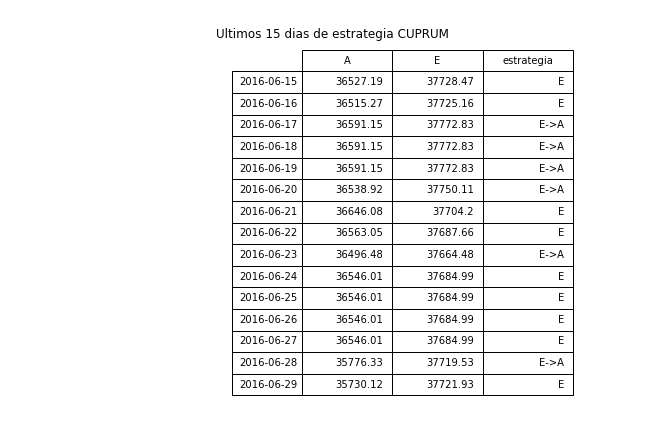 Ultimos 15 dias de estrategia CUPRUM
A E estrategia
2016-06-15 36527.19 37728.47 E
2016-06-16 36515.27 37725.16 E
2016-06-17 36591.15 37772.83 E->A
2016-06-18 36591.15 37772.83 E->A
2016-06-19 36591.15 37772.83 E->A
2016-06-20 36538.92 37750.11 E->A
2016-06-21 36646.08 37704.2 E
2016-06-22 36563.05 37687.66 E
2016-06-23 36496.48 37664.48 E->A
2016-06-24 36546.01 37684.99 E
2016-06-25 36546.01 37684.99 E
2016-06-26 36546.01 37684.99 E
2016-06-27 36546.01 37684.99 E
2016-06-28 35776.33 37719.53 E->A
2016-06-29 35730.12 37721.93 E